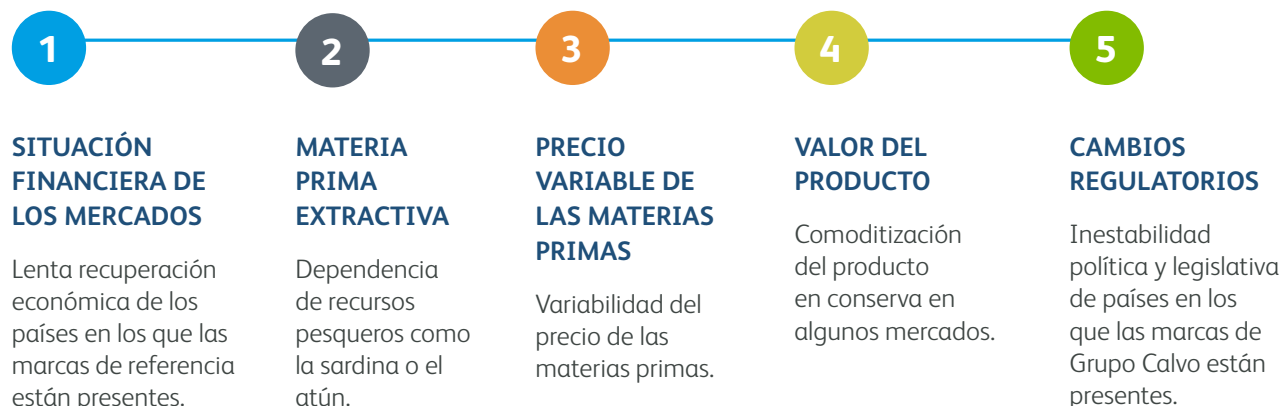 1
SITUACIÓN
FINANCIERA DE
LOS MERCADOS
Lenta recuperación
económica de los
países en los que las
marcas de referencia
están presentes.
2
MATERIA
PRIMA
EXTRACTIVA
Dependencia
de recursos
pesqueros como
la sardina o el
atún.
3
PRECIO
VARIABLE DE
LAS MATERIAS
PRIMAS
Variabilidad del
precio de las
materias primas.
4
VALOR DEL
PRODUCTO
Comoditización
del producto
en conserva en
algunos mercados.
5
CAMBIOS
REGULATORIOS
Inestabilidad
política y legislativa
de países en los
que las marcas de
Grupo Calvo están
presentes.